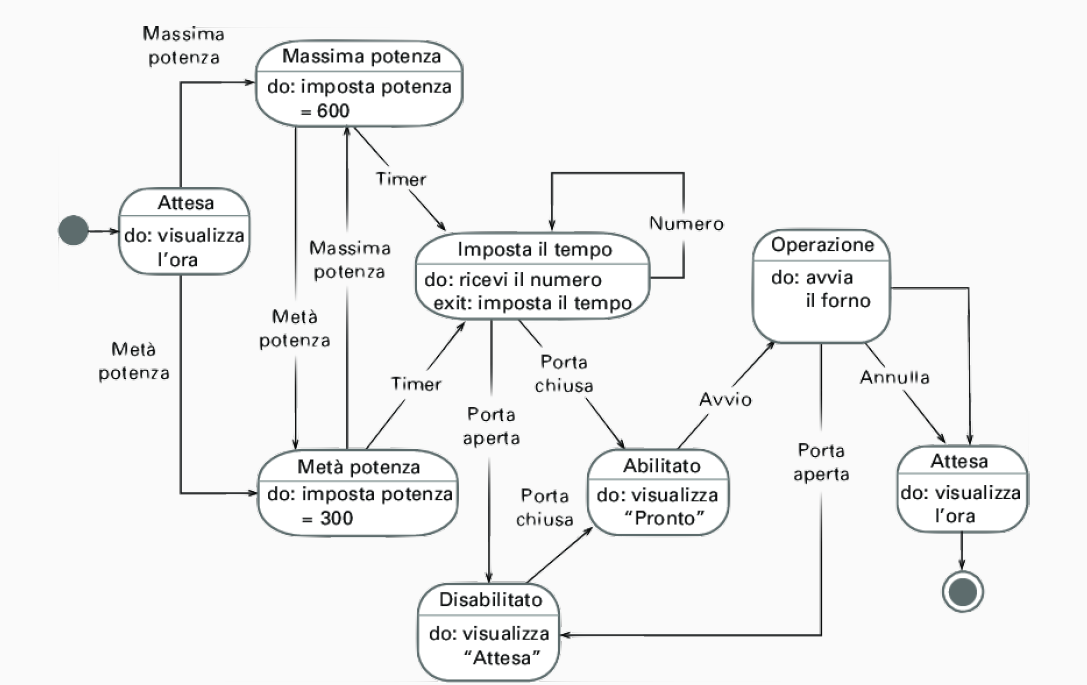 Massima
potenza
Massima potenza
do: imposta potenza
= 600
Timer
Attesa
do: visualizza
l'ora
Massima
potenza
Numero
Imposta il tempo
do: ricevi il numero
exit: imposta il tempo
Operazione
do: avvia
il forno
Metà
potenza
Metà
potenza
Timer
Porta
chiusa
Porta
aperta
Avvio
Annulla
Porta
aperta
Metà potenza
do: imposta potenza
= 300
Abilitato
do: visualizza
“Pronto”
Attesa
do: visualizza
l'ora
Porta
chiusa
Disabilitato
do: visualizza
“Attesa”